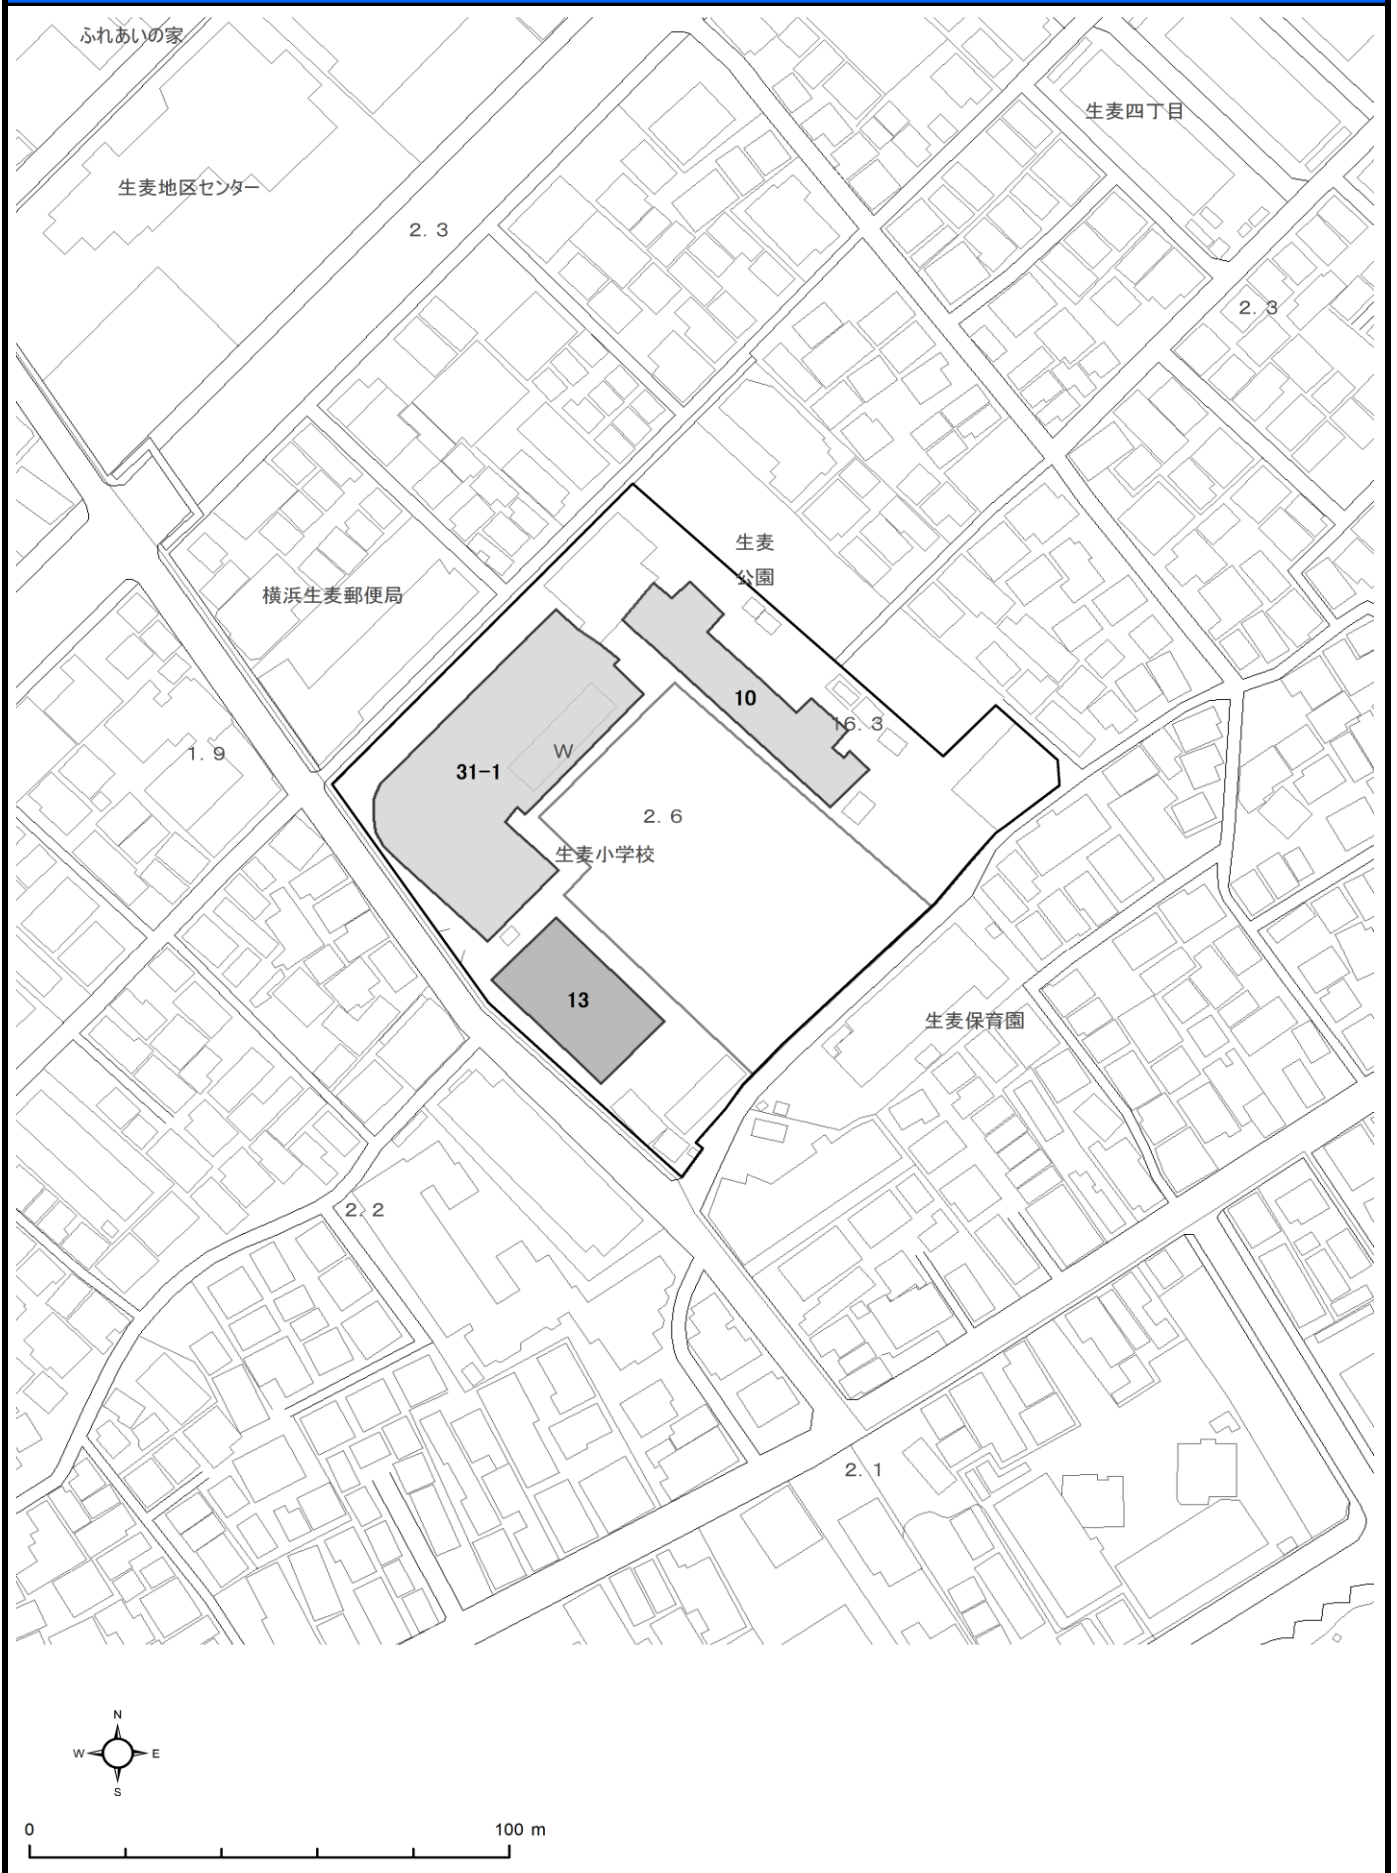 ふれあいの家
生麦四丁目
生麦地区センター
2. 3
2. 3
生麦
公園
横浜生麦郵便局
10
16. 3
1. 9
W
31-1
2. 6
生麦小学校
13
生麦保育園
2. 2
2. 1
N
W E
S
0 100 m